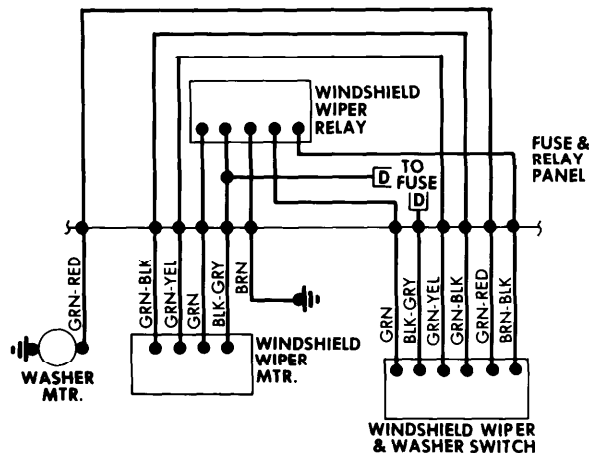 WINDSHIELD
WIPER
RELAY
FUSE &
RELAY
PANEL
TO
FUSE
D
D
GRN-RED
GRN-BLK
GRN-YEL
GRN
BLK-GRY
BRN
GRN
BLK-GRY
GRN-YEL
GRN-BLK
GRN-RED
BRN-BLK
WASHER
MTR.
WINDSHIELD
WIPER
MTR.
WINDSHIELD WIPER
& WASHER SWITCH